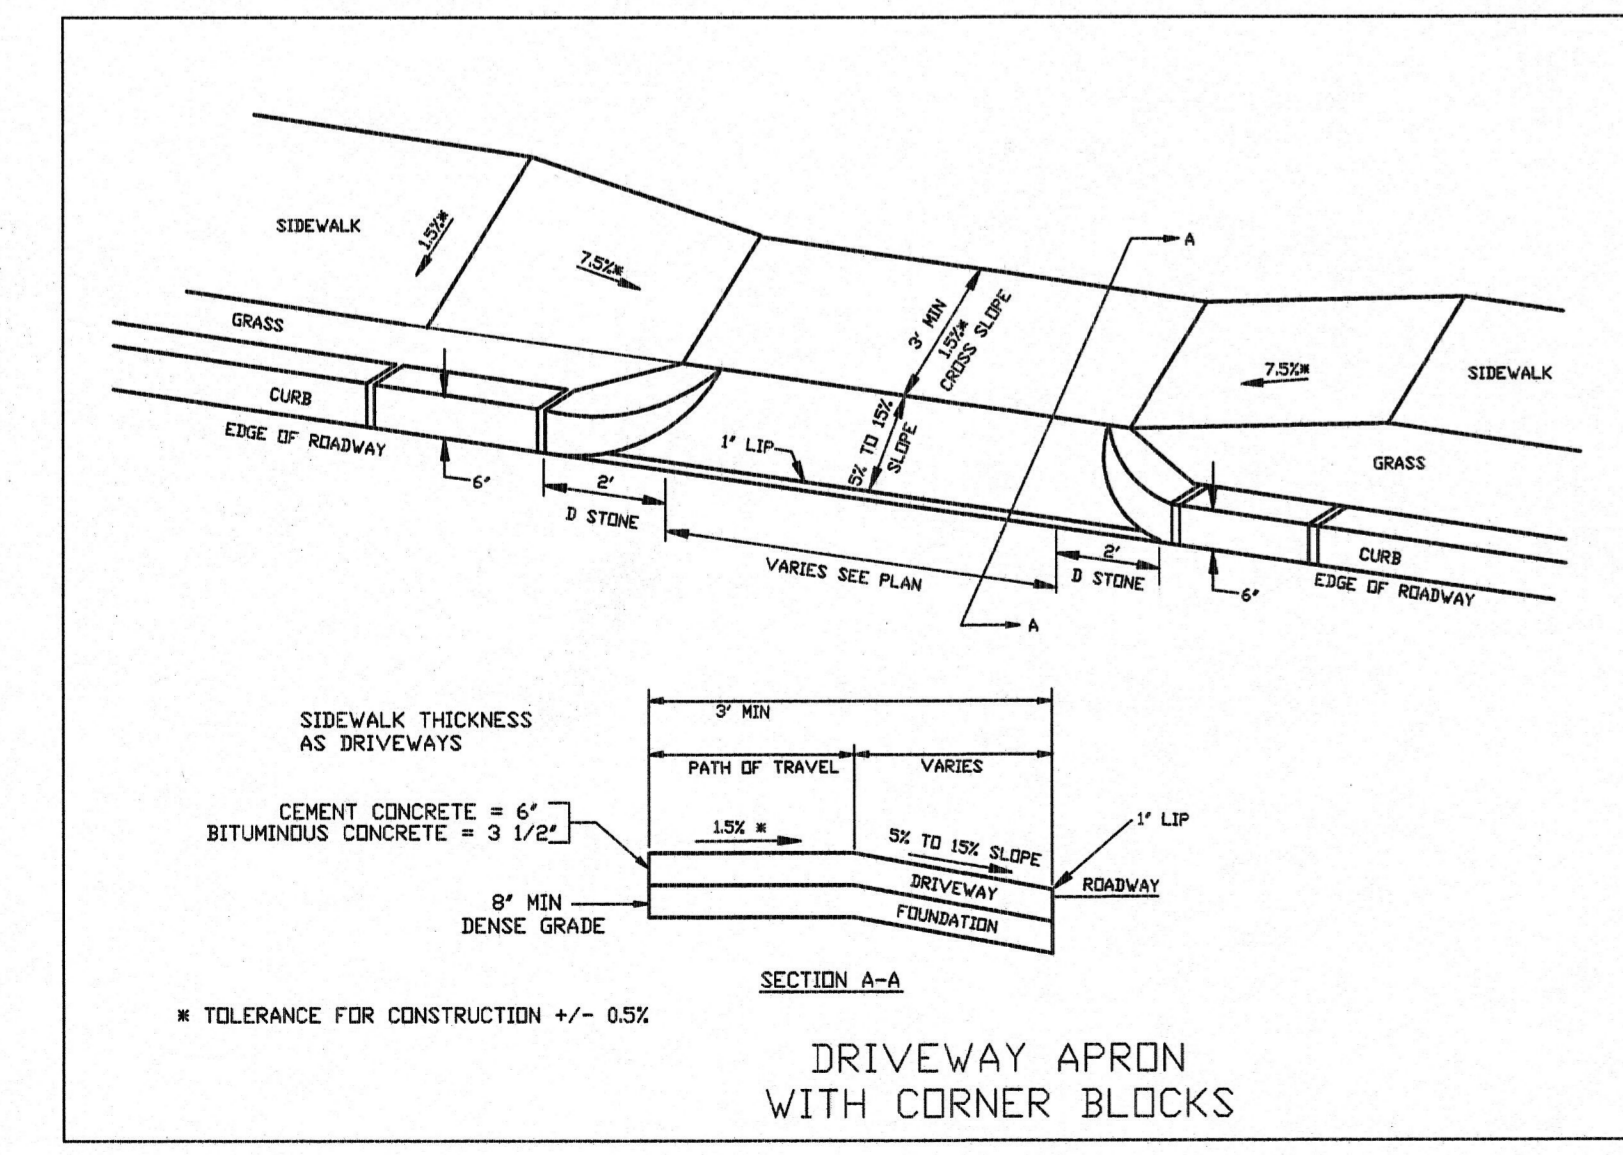 A
SIDEWALK
1.5%*
7.5%*
3' MIN
1.5%*
CROSS SLOPE
GRASS
7.5%*
SIDEWALK
CURB
EDGE OF ROADWAY
6"
1" LIP
5% TO 15%
SLOPE
GRASS
2'
D STONE
VARIES SEE PLAN
2'
D STONE
CURB
EDGE OF ROADWAY
6"
A
3' MIN
SIDEWALK THICKNESS
AS DRIVEWAYS
PATH OF TRAVEL
VARIES
CEMENT CONCRETE = 6"
BITUMINOUS CONCRETE = 3 1/2"
1.5% *
5% TO 15% SLOPE
1" LIP
DRIVEWAY
ROADWAY
8" MIN
DENSE GRADE
FOUNDATION
SECTION A-A
* TOLERANCE FOR CONSTRUCTION +/- 0.5%
DRIVEWAY APRON
WITH CORNER BLOCKS